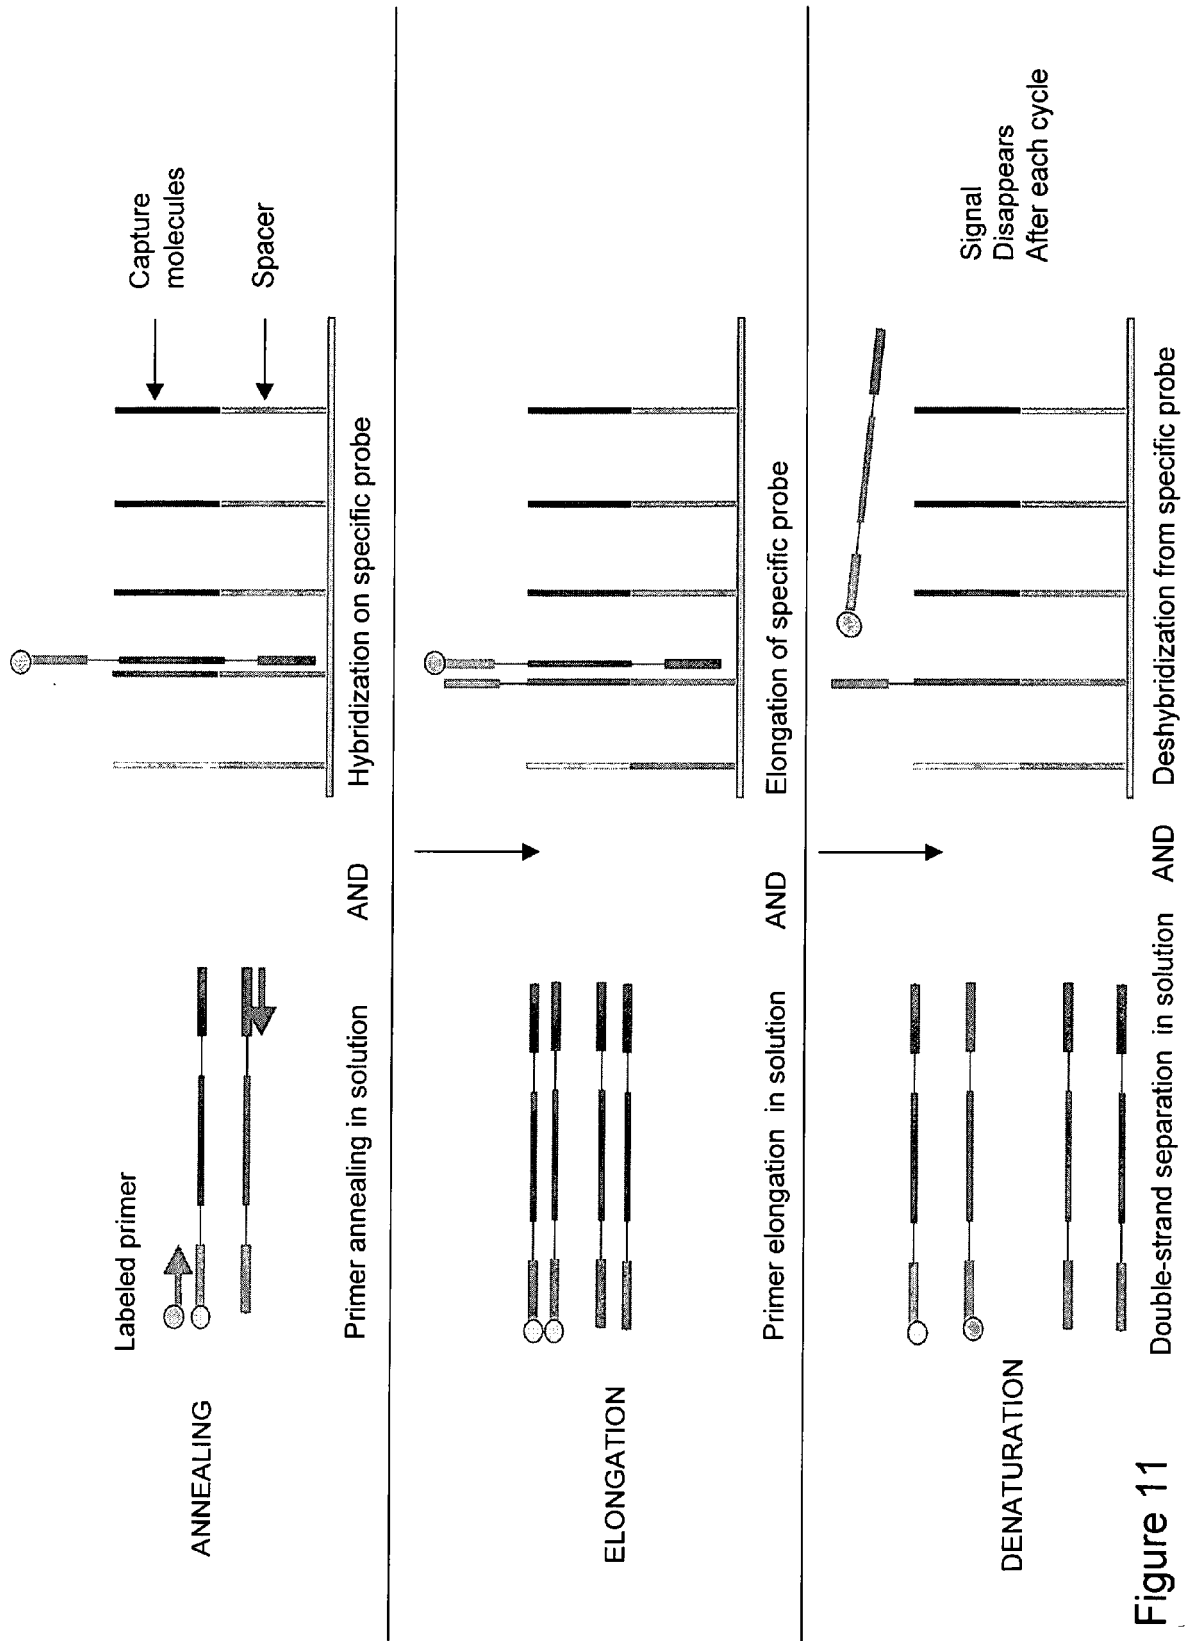 ANNEALING
Labeled primer
Primer annealing in solution
AND
Hybridization on specific probe
Capture
molecules
Spacer
ELONGATION
Primer elongation in solution
AND
Elongation of specific probe
DENATURATION
Double-strand separation in solution
AND
Deshybridization from specific probe
Signal
Disappears
After each cycle
Figure 11